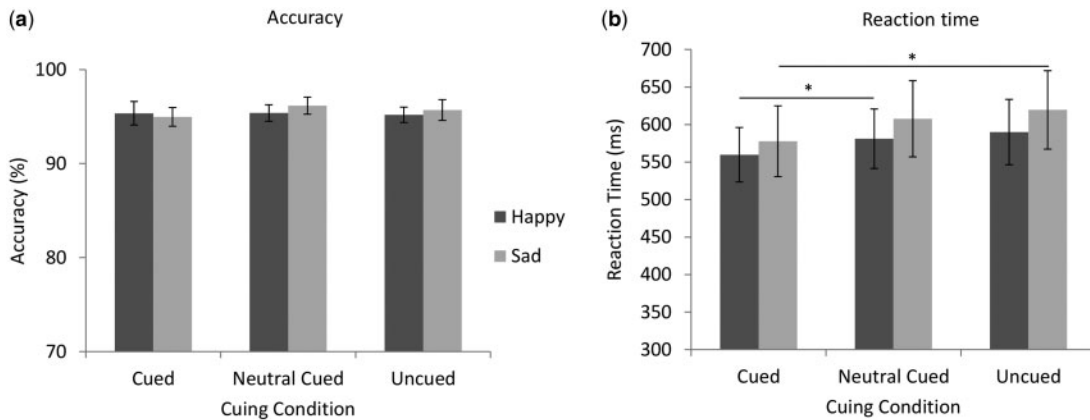 (a)
Accuracy
100
90
80
70
Accuracy (%)
Cued
Neutral Cued
Uncued
Cuing Condition
Happy
Sad
(b)
Reaction time
700
650
600
550
500
450
400
350
300
Reaction Time (ms)
*
*
Cued
Neutral Cued
Uncued
Cuing Condition